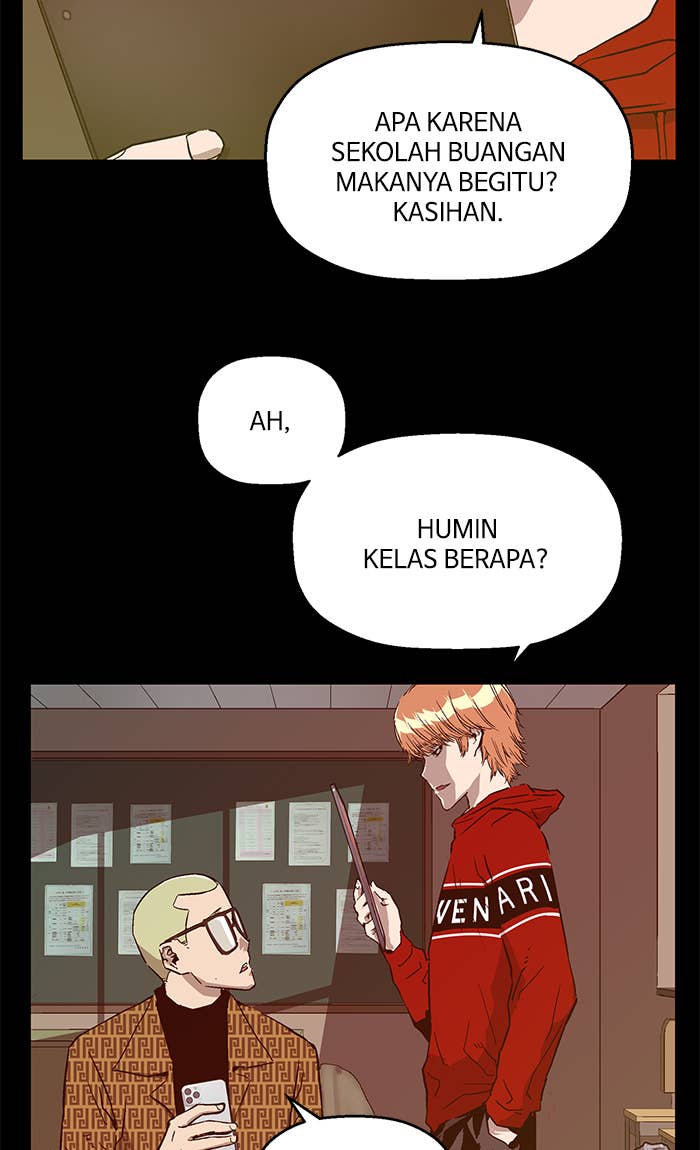 APA KARENA
SEKOLAH BUANGAN
MAKANYA BEGITU?
KASIHAN.
AH,
HUMIN
KELAS BERAPA?
VENARI